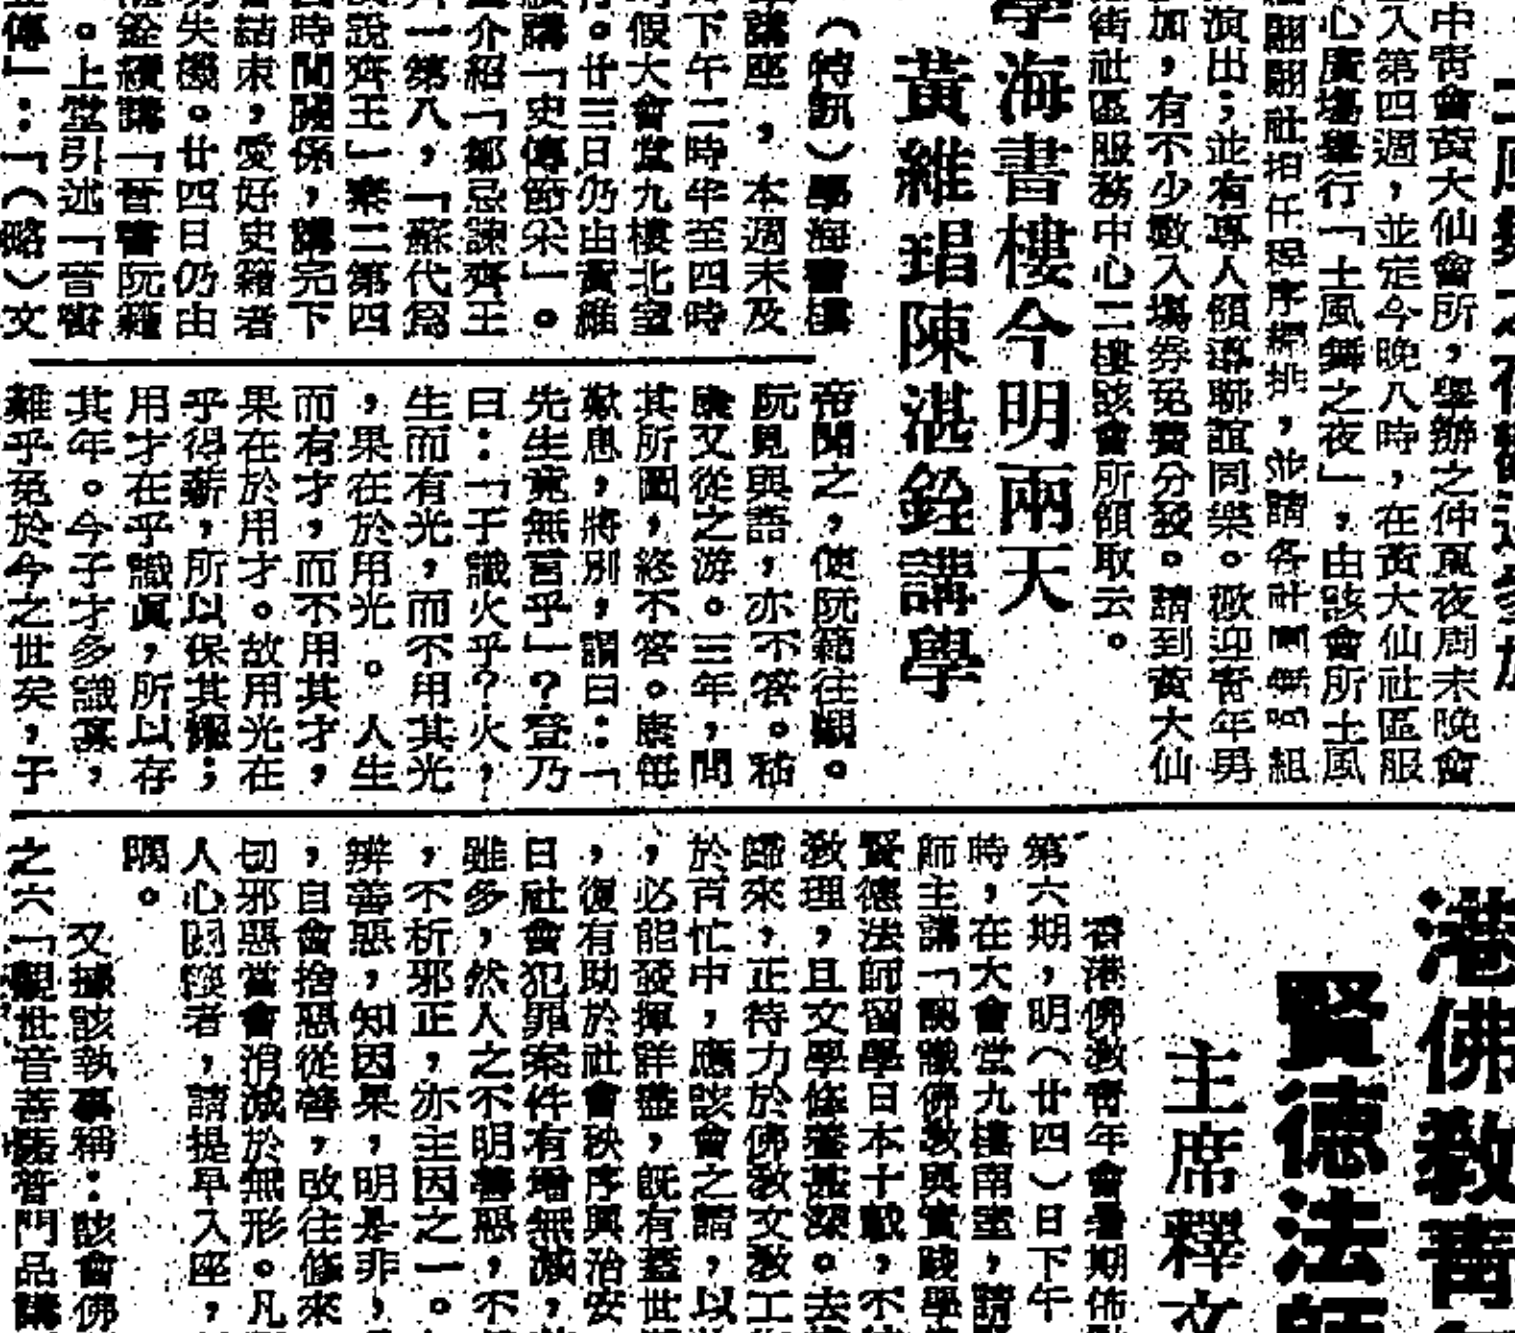 中青會黃大仙會所，舉辦之仲夏夜周末晚會
入第四週，並定今晚八時，在黃大仙社區服
心廣場舉行「土風舞之夜」，由該會所土風
翩翩社担任程序編排，並請各社
演出；並有專人領導聯誼同樂。歡迎青年男
加，有不少數入場券免費分發。請到黃大仙
街社區服務中心二樓該會所領取云。
學海書樓今明兩天
黃維琩陳湛銓講學
（特訊）學海書樓
講座，本週末及
下午二時半至四時
假大會堂九樓北室
。廿三日仍由黃維
講「史傳節采」。
介紹「鄒忌諫齊王
一第八，「蘇代為
說齊王」案二第四
時間關係，講完下
結束，愛好史籍者
失機。廿四日仍由
銓續講「晉書阮籍
。上堂引述「晉書
傳」；「（略）文
帝聞之，使阮籍往觀。
阮見與語，亦不答。嵇
康又從之游。三年，問
其所圖，終不答。康每
歎息，將別，謂曰：「
先生竟無言乎」？登乃
曰：「子識火乎？火，
生而有光，而不用其光
，果在於用光。人生
而有才，而不用其才，
果在於用才。故用光在
乎得薪，所以保其耀；
用才在乎識眞，所以存
其年。今子才多識寡，
難乎免於今之世矣，子
港佛教青
賢德法師
主席釋文
香港佛教青年會暑期佈
第六期，明（廿四）日下午
時，在大會堂九樓南室，請
師主講「認識佛教與實踐學
賢德法師留學日本十載，不
教理，且文學修養甚深。去
歸來，正特力於佛教文教工
於百忙中，應該會之請，以
，必能發揮詳盡，既有蓋世
，復有助於社會秩序與治安
日社會犯罪案件有增無減，
雖多，然人之不明善惡，不
，不析邪正，亦主因之一。
辨善惡，知因果，明是非，
，自會捨惡從善，改往修來
切邪惡當會消滅於無形。凡
人心關發者，請提早入座，
隅。
又據該執事稱：該會佛
之六「觀世音菩薩普門品講